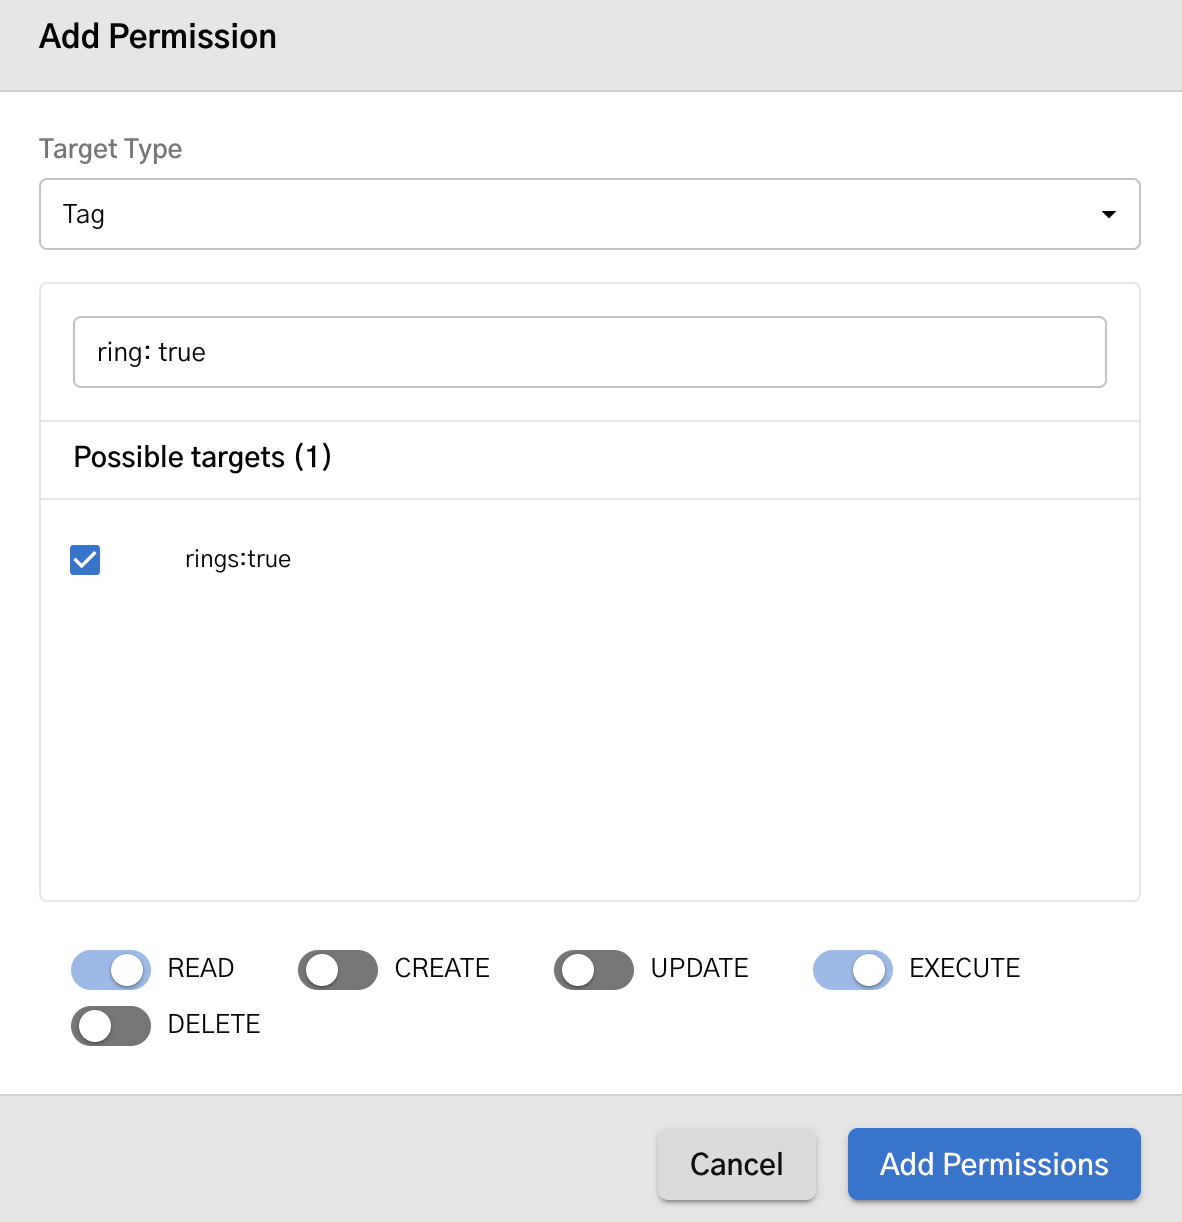 Add Permission
Target Type
Tag
ring: true
Possible targets (1)
rings:true
READ CREATE UPDATE EXECUTE
DELETE
Cancel Add Permissions